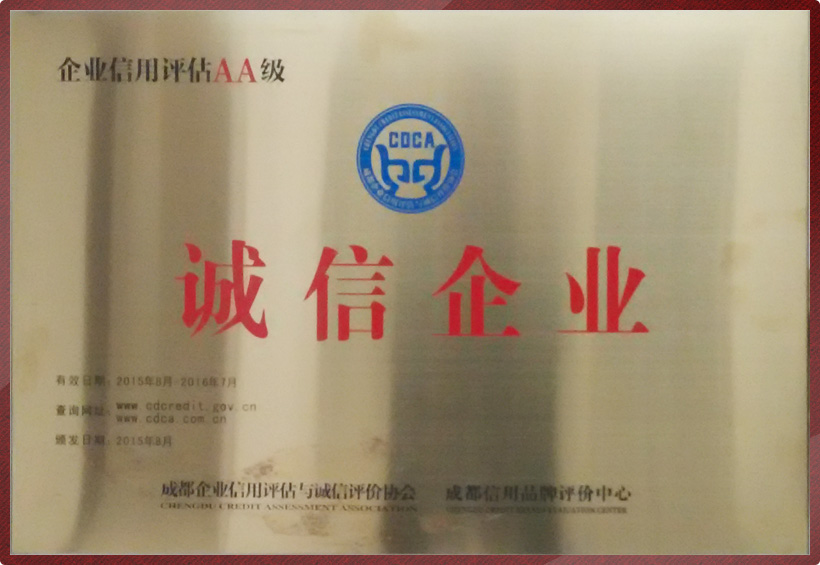 企业信用评估AA级
CDCA
诚信企业
有效日期：2015年8月-2016年7月
查询网址：www.cdcredit.gov.cn
www.cdca.com.cn
颁发日期：2015年8月
成都企业信用评估与诚信评价协会 成都信用品牌评价中心
CHENGDU CREDIT ASSESSMENT ASSOCIATION